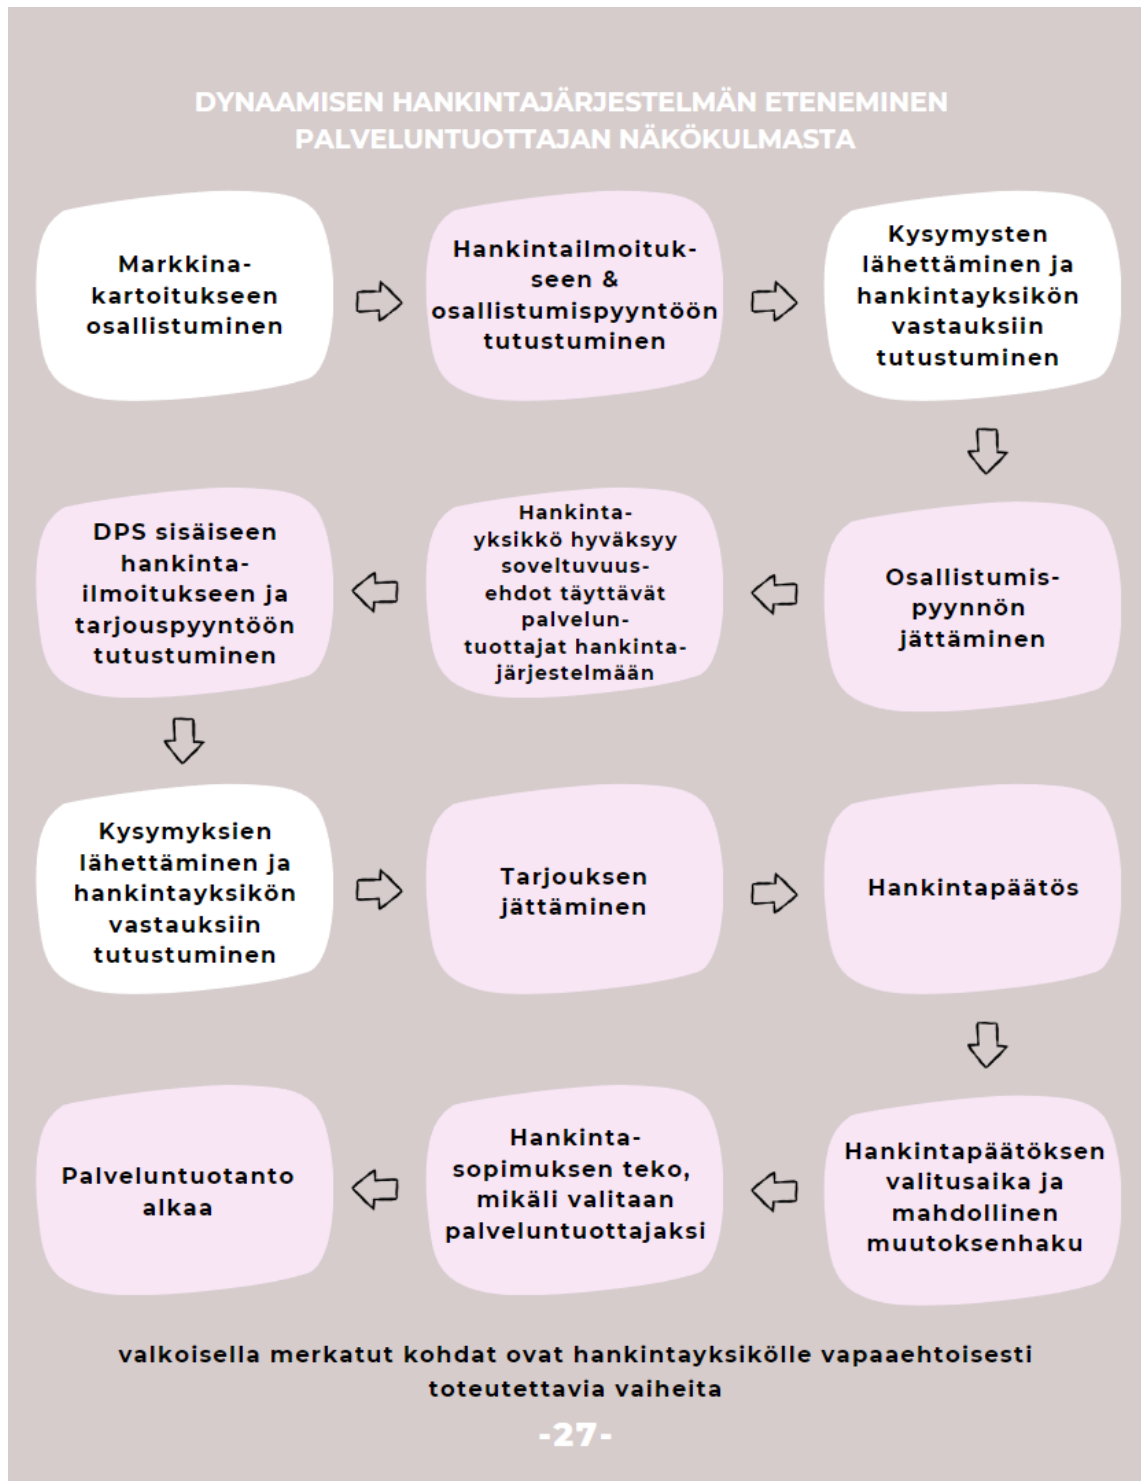 DYNAAMISEN HANKINTAJÄRJESTELMÄN ETENEMINEN
PALVELUNTUOTTAJAN NÄKÖKULMASTA
Markkina-
kartoitukseen
osallistuminen
Hankintailmoituk-
seen &
osallistumispyyntöön
tutustuminen
Kysymysten
lähettäminen ja
hankintayksikön
vastauksiin
tutustuminen
Osallistumis-
pyynnön
jättäminen
Hankinta-
yksikkö hyväksyy
soveltuvuus-
ehdot täyttävät
palvelun-
tuottajat hankinta-
järjestelmään
DPS sisäiseen
hankinta-
ilmoitukseen ja
tarjouspyyntöön
tutustuminen
Kysymyksien
lähettäminen ja
hankintayksikön
vastauksiin
tutustuminen
Tarjouksen
jättäminen
Hankintapäätös
Hankintapäätöksen
valitusaika ja
mahdollinen
muutoksenhaku
Hankinta-
sopimuksen teko,
mikäli valitaan
palveluntuottajaksi
Palveluntuotanto
alkaa
valkoisella merkatut kohdat ovat hankintayksikölle vapaaehtoisesti
toteutettavia vaiheita
-27-